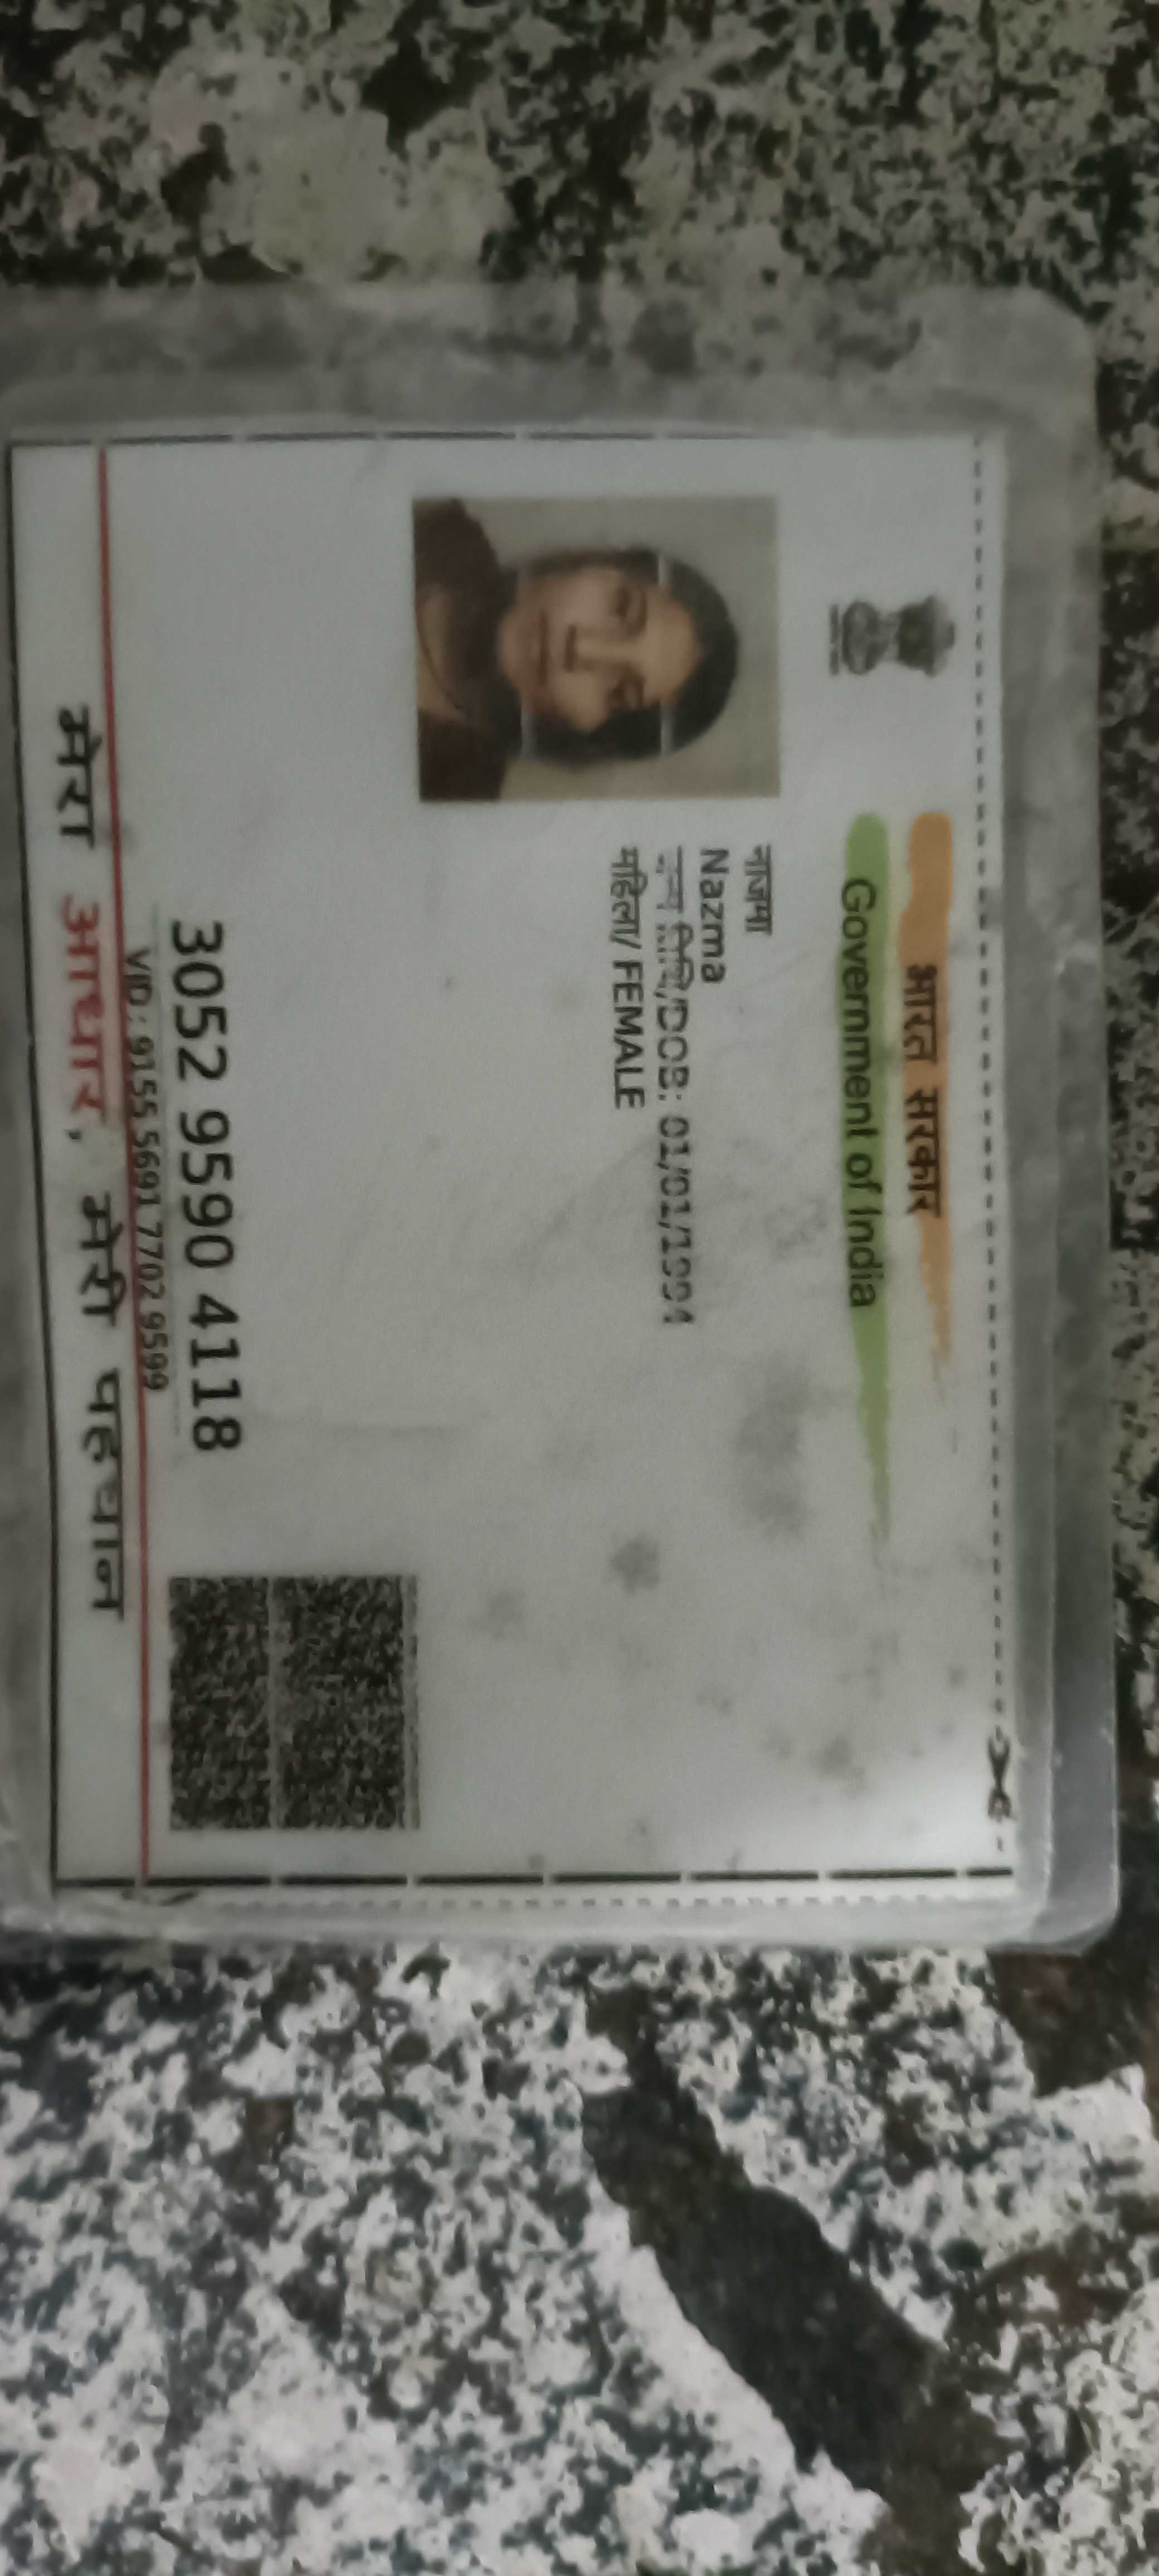 भारत सरकार
Government of India
नाजमा
Nazma
जन्म तिथि/DOB: 01/01/1994
महिला/ FEMALE
3052 9590 4118
VID : 9155 5691 7702 9599
मेरा आधार, मेरी पहचान